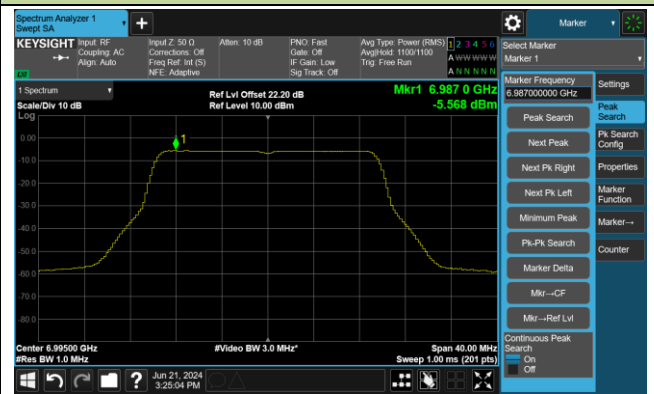 Spectrum Analyzer 1
Swept SA
Marker
KEYSIGHT
Input: RF
Coupling: AC
Align: Auto
Input Z: 50 Ω
Corrections: Off
Freq Ref: Int (S)
NFE: Adaptive
Atten: 10 dB
PNO: Fast
Gate: Off
IF Gain: Low
Sig Track: Off
Avg Type: Power (RMS)
Avg|Hold: 1100/1100
Trig: Free Run
1 2 3 4 5 6
A W W W W W
A N N N N N
LXI
Select Marker
Marker 1
1 Spectrum
Scale/Div 10 dB
Log
Ref Lvl Offset 22.20 dB
Ref Level 10.00 dBm
Mkr1 6.987 0 GHz
-5.568 dBm
1
0.00
-10.0
-20.0
-30.0
-40.0
-50.0
-60.0
-70.0
-80.0
Center 6.99500 GHz
#Res BW 1.0 MHz
#Video BW 3.0 MHz*
Span 40.00 MHz
Sweep 1.00 ms (201 pts)
Marker Frequency
6.987000000 GHz
Peak Search
Next Peak
Next Pk Right
Next Pk Left
Minimum Peak
Pk-Pk Search
Marker Delta
Mkr→CF
Mkr→Ref Lvl
Continuous Peak
Search
On
Off
Settings
Peak
Search
Pk Search
Config
Properties
Marker
Function
Marker→
Counter
Jun 21, 2024
3:25:04 PM